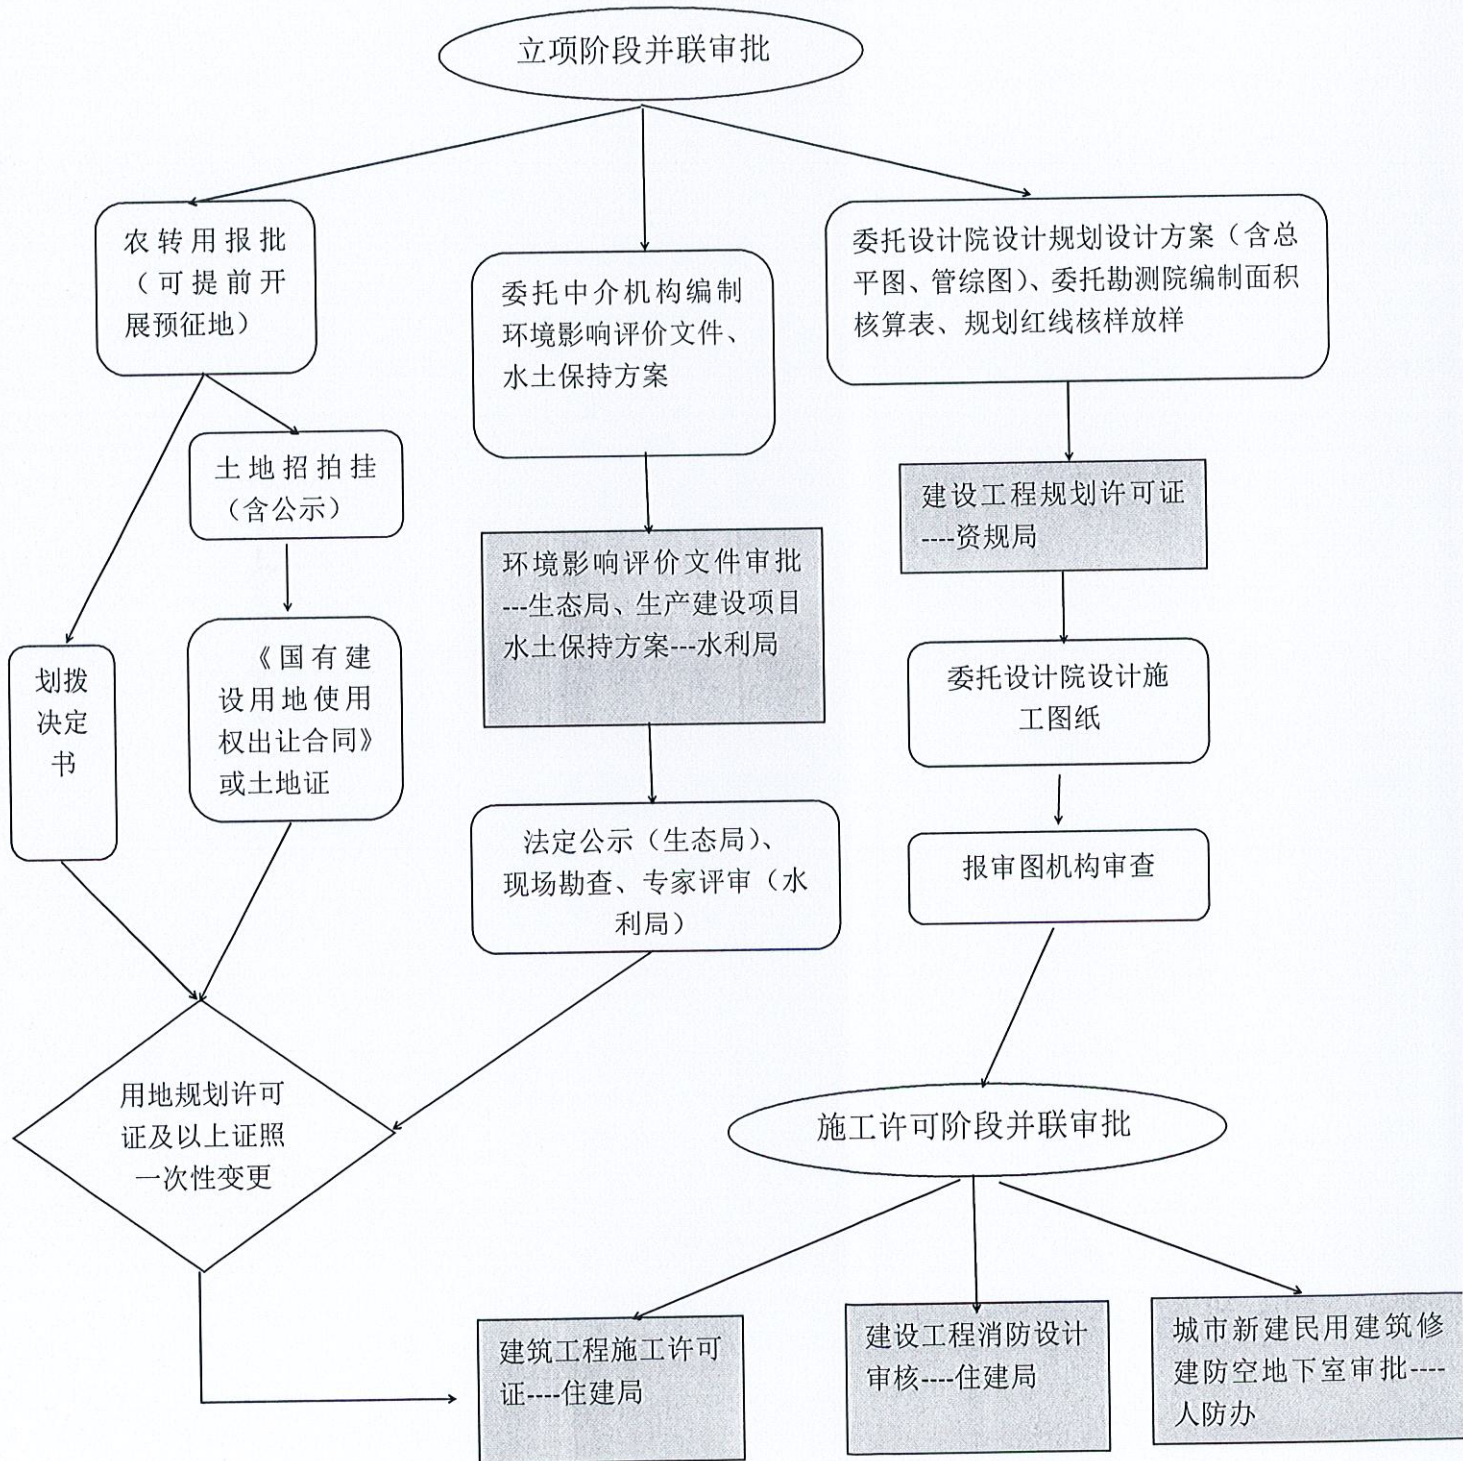 立项阶段并联审批
农转用报批
（可提前开
展预征地）
委托中介机构编制
环境影响评价文件、
水土保持方案
委托设计院设计规划设计方案（含总
平图、管综图）、委托勘测院编制面积
核算表、规划红线核样放样
土地招拍挂
（含公示）
建设工程规划许可证
----资规局
环境影响评价文件审批
---生态局、生产建设项目
水土保持方案---水利局
划拨
决定
书
《国有建
设用地使用
权出让合同》
或土地证
委托设计院设计施
工图纸
法定公示（生态局）、
现场勘查、专家评审（水
利局）
报审图机构审查
用地规划许可
证及以上证照
一次性变更
施工许可阶段并联审批
建筑工程施工许可
证----住建局
建设工程消防设计
审核----住建局
城市新建民用建筑修
建防空地下室审批----
人防办